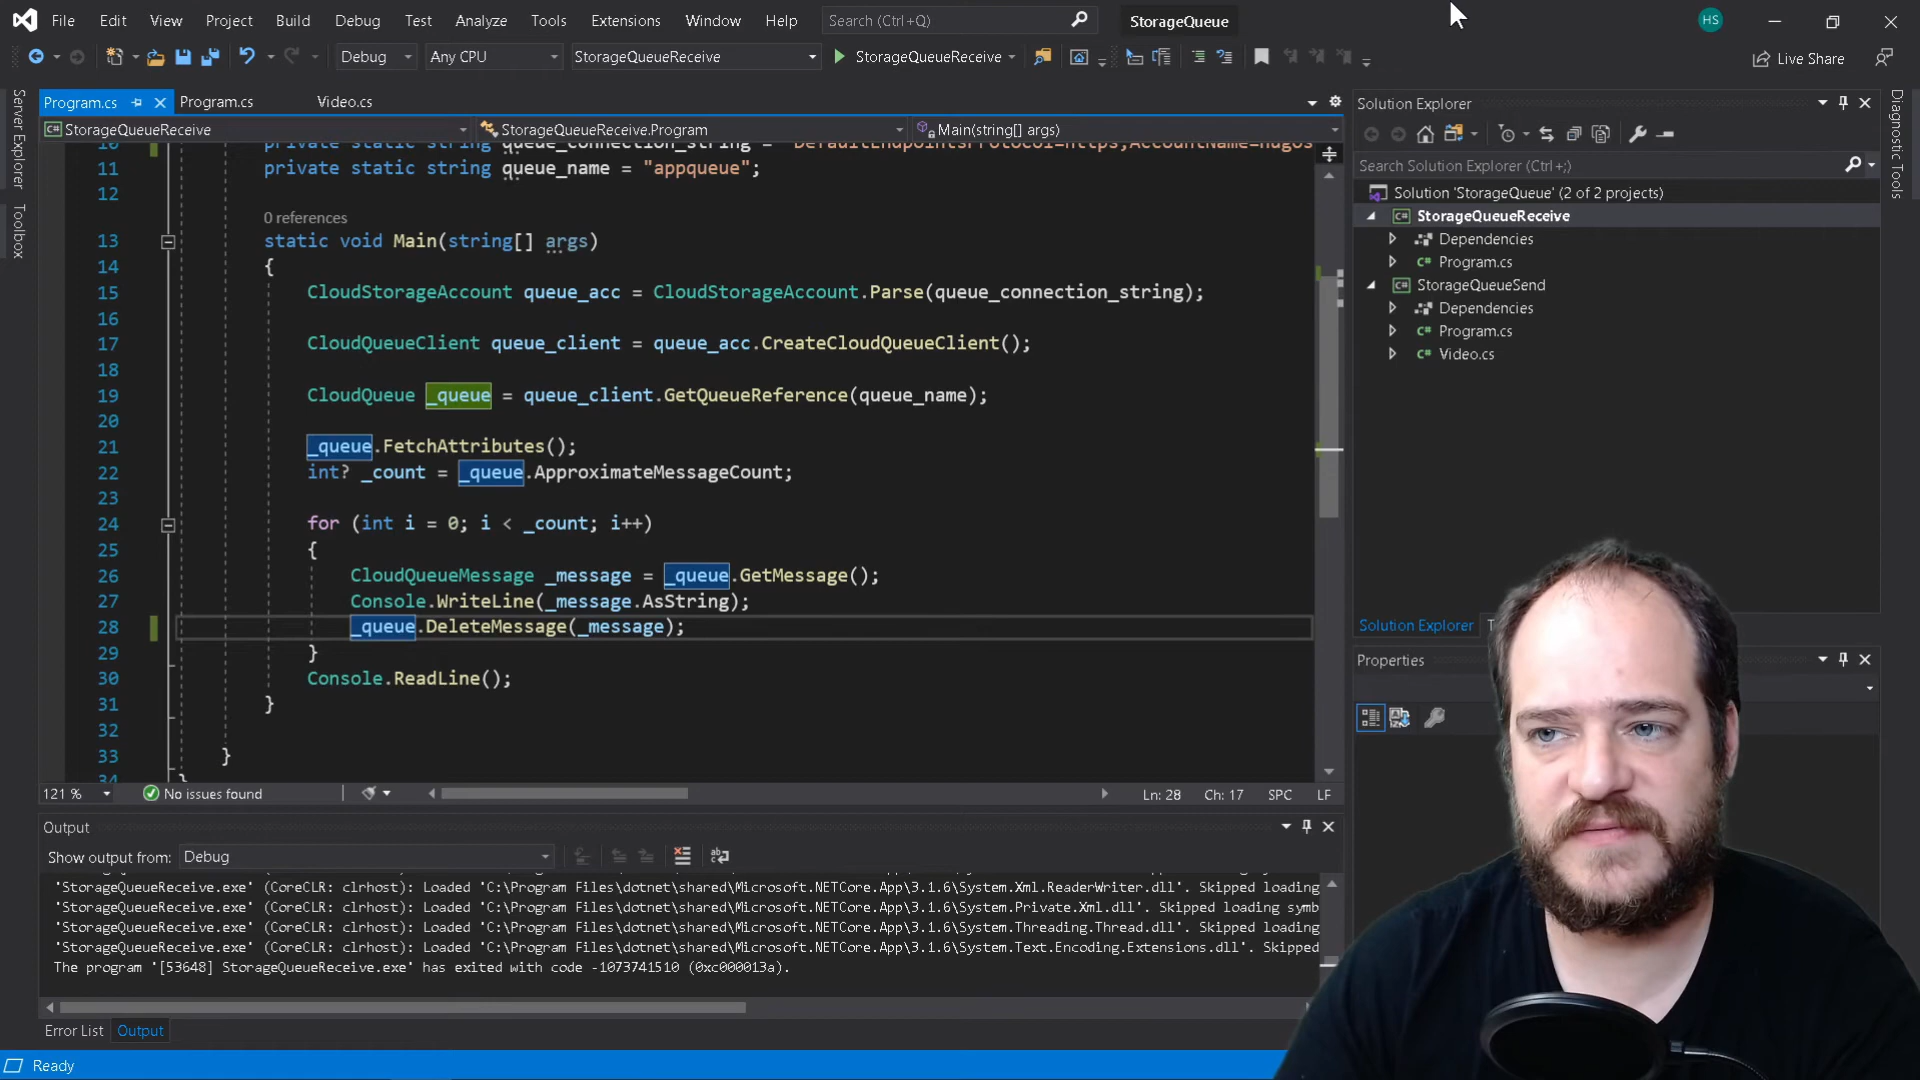 File Edit View Project Build Debug Test Analyze Tools Extensions Window Help Search (Ctrl+Q) StorageQueue HS
Debug Any CPU StorageQueueReceive StorageQueueReceive Live Share
Server Explorer
Toolbox
Program.cs Program.cs Video.cs
StorageQueueReceive StorageQueueReceive.Program Main(string[] args)
10 private static string queue_connection_string = "DefaultEndpointsProtocol=https;AccountName=hugos
11 private static string queue_name = "appqueue";
12
0 references
13 static void Main(string[] args)
14 {
15 CloudStorageAccount queue_acc = CloudStorageAccount.Parse(queue_connection_string);
16
17 CloudQueueClient queue_client = queue_acc.CreateCloudQueueClient();
18
19 CloudQueue _queue = queue_client.GetQueueReference(queue_name);
20
21 _queue.FetchAttributes();
22 int? _count = _queue.ApproximateMessageCount;
23
24 for (int i = 0; i < _count; i++)
25 {
26 CloudQueueMessage _message = _queue.GetMessage();
27 Console.WriteLine(_message.AsString);
28 _queue.DeleteMessage(_message);
29 }
30 Console.ReadLine();
31 }
32
33 }
34 }
121 % No issues found Ln: 28 Ch: 17 SPC LF
Output
Show output from: Debug
'StorageQueueReceive.exe' (CoreCLR: clrhost): Loaded 'C:\Program Files\dotnet\shared\Microsoft.NETCore.App\3.1.6\System.Xml.ReaderWriter.dll'. Skipped loading
'StorageQueueReceive.exe' (CoreCLR: clrhost): Loaded 'C:\Program Files\dotnet\shared\Microsoft.NETCore.App\3.1.6\System.Private.Xml.dll'. Skipped loading symb
'StorageQueueReceive.exe' (CoreCLR: clrhost): Loaded 'C:\Program Files\dotnet\shared\Microsoft.NETCore.App\3.1.6\System.Threading.Thread.dll'. Skipped loading
'StorageQueueReceive.exe' (CoreCLR: clrhost): Loaded 'C:\Program Files\dotnet\shared\Microsoft.NETCore.App\3.1.6\System.Text.Encoding.Extensions.dll'. Skipped
The program '[53648] StorageQueueReceive.exe' has exited with code -1073741510 (0xc000013a).
Error List Output
Ready
Solution Explorer
Search Solution Explorer (Ctrl+;)
Solution 'StorageQueue' (2 of 2 projects)
StorageQueueReceive
Dependencies
C# Program.cs
StorageQueueSend
Dependencies
C# Program.cs
C# Video.cs
Solution Explorer
Properties
Diagnostic Tools